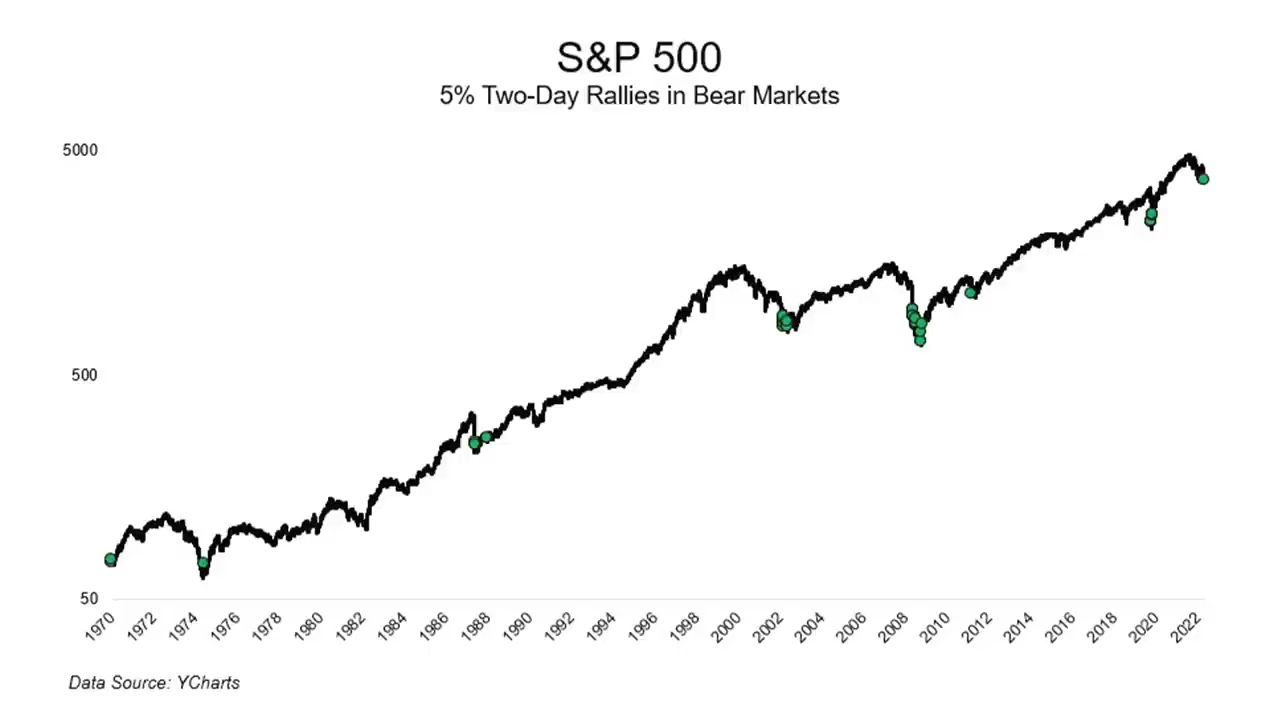 S&P 500
5% Two-Day Rallies in Bear Markets
5000
500
50
1970 1972 1974 1976 1978 1980 1982 1984 1986 1988 1990 1992 1994 1996 1998 2000 2002 2004 2006 2008 2010 2012 2014 2016 2018 2020 2022
Data Source: YCharts